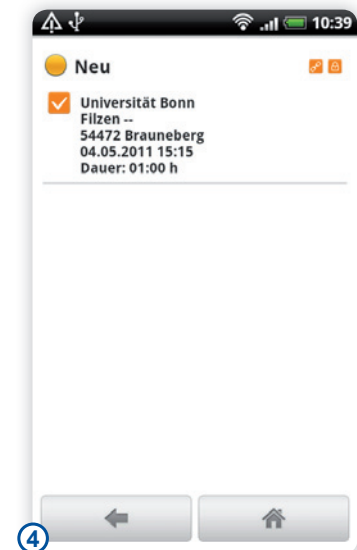 10:39
Neu
Universität Bonn
Filzen --
54472 Brauneberg
04.05.2011 15:15
Dauer: 01:00 h
4